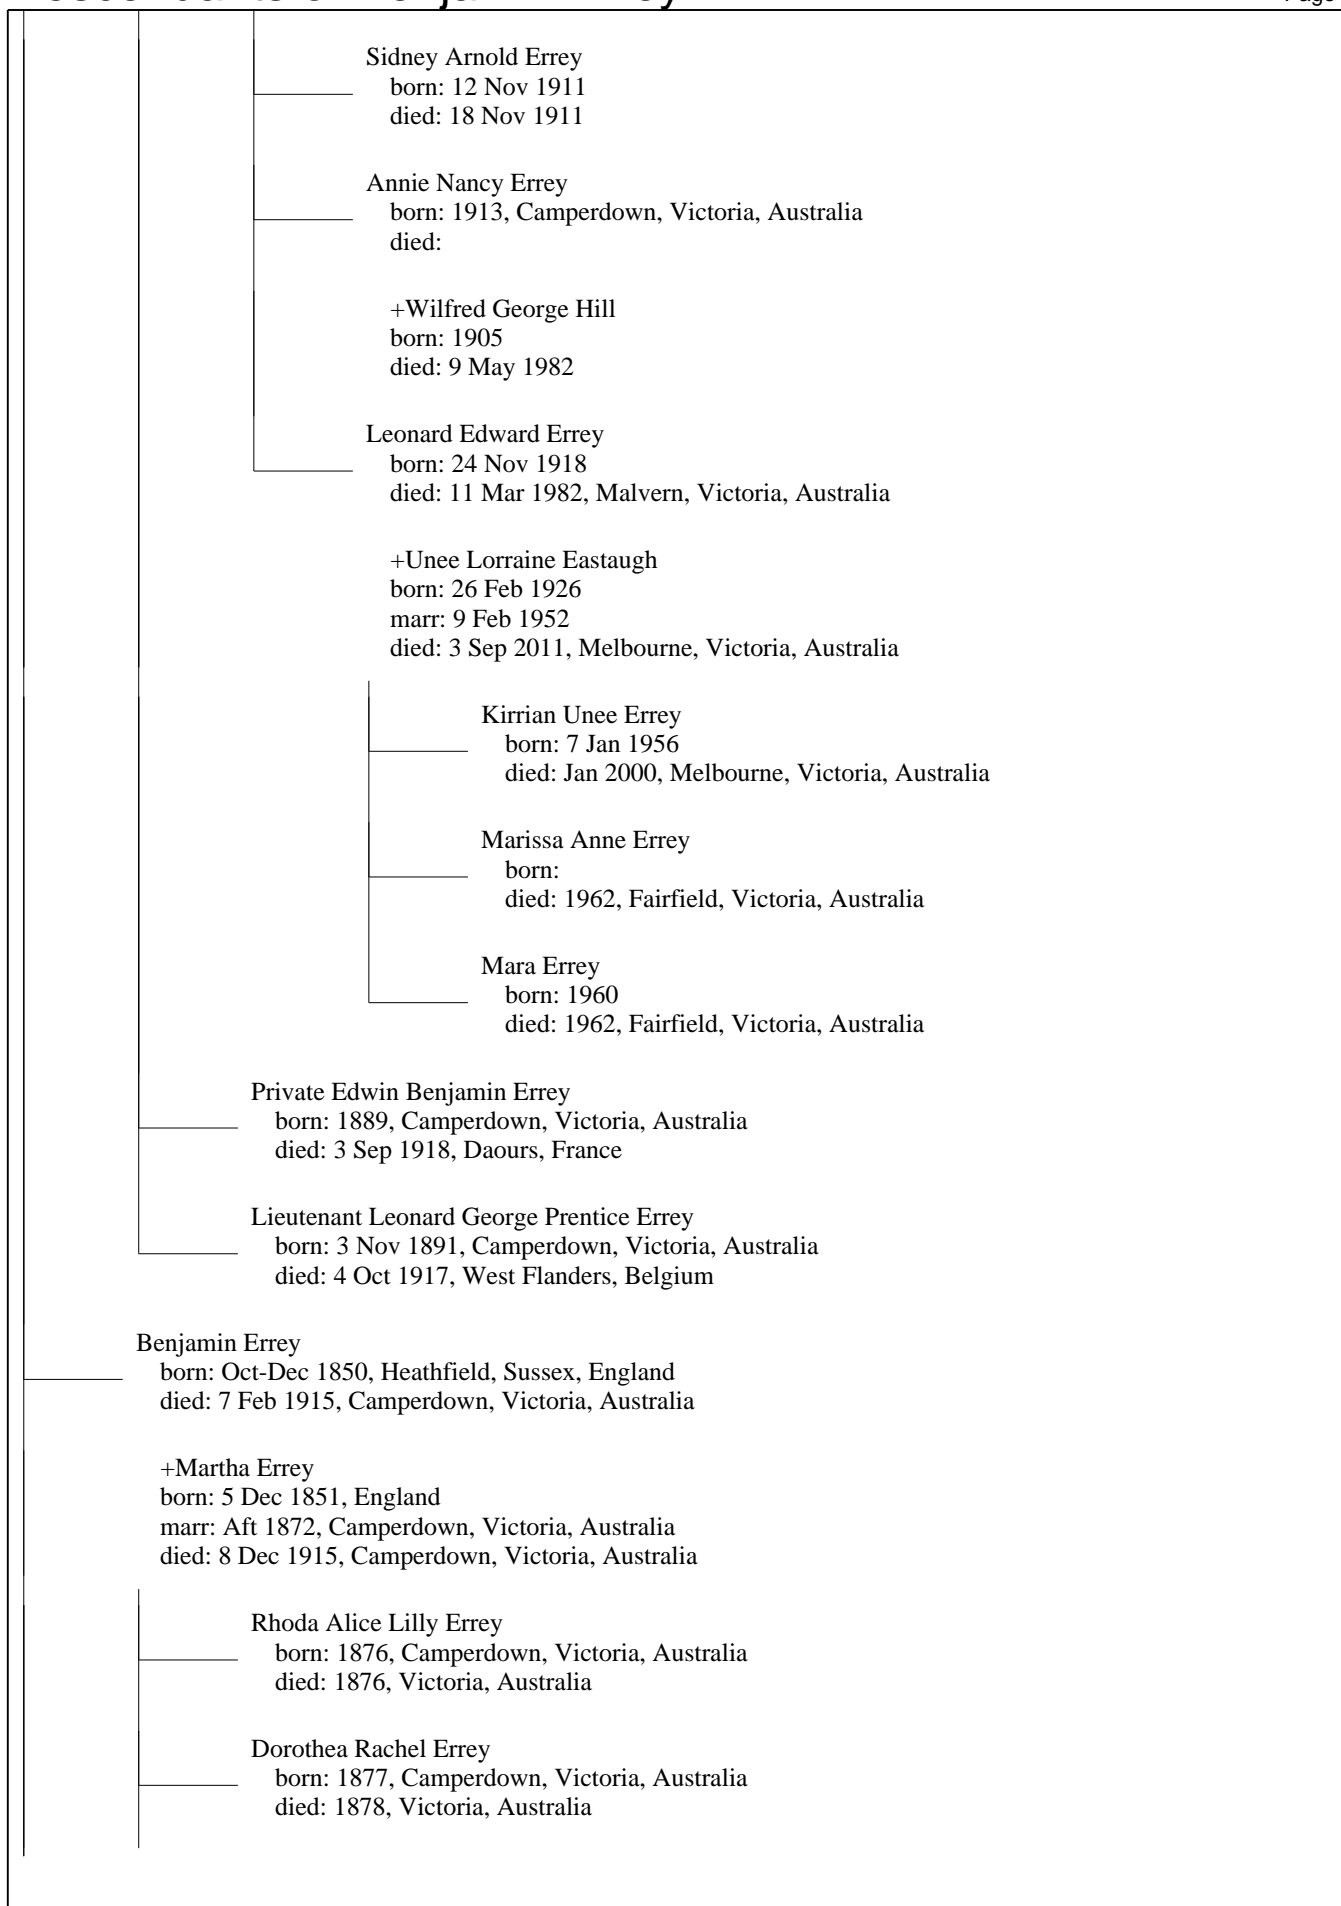 Sidney Arnold Errey
born: 12 Nov 1911
died: 18 Nov 1911
Annie Nancy Errey
born: 1913, Camperdown, Victoria, Australia
died:
+Wilfred George Hill
born: 1905
died: 9 May 1982
Leonard Edward Errey
born: 24 Nov 1918
died: 11 Mar 1982, Malvern, Victoria, Australia
+Unee Lorraine Eastaugh
born: 26 Feb 1926
marr: 9 Feb 1952
died: 3 Sep 2011, Melbourne, Victoria, Australia
Kirrian Unee Errey
born: 7 Jan 1956
died: Jan 2000, Melbourne, Victoria, Australia
Marissa Anne Errey
born:
died: 1962, Fairfield, Victoria, Australia
Mara Errey
born: 1960
died: 1962, Fairfield, Victoria, Australia
Private Edwin Benjamin Errey
born: 1889, Camperdown, Victoria, Australia
died: 3 Sep 1918, Daours, France
Lieutenant Leonard George Prentice Errey
born: 3 Nov 1891, Camperdown, Victoria, Australia
died: 4 Oct 1917, West Flanders, Belgium
Benjamin Errey
born: Oct-Dec 1850, Heathfield, Sussex, England
died: 7 Feb 1915, Camperdown, Victoria, Australia
+Martha Errey
born: 5 Dec 1851, England
marr: Aft 1872, Camperdown, Victoria, Australia
died: 8 Dec 1915, Camperdown, Victoria, Australia
Rhoda Alice Lilly Errey
born: 1876, Camperdown, Victoria, Australia
died: 1876, Victoria, Australia
Dorothea Rachel Errey
born: 1877, Camperdown, Victoria, Australia
died: 1878, Victoria, Australia